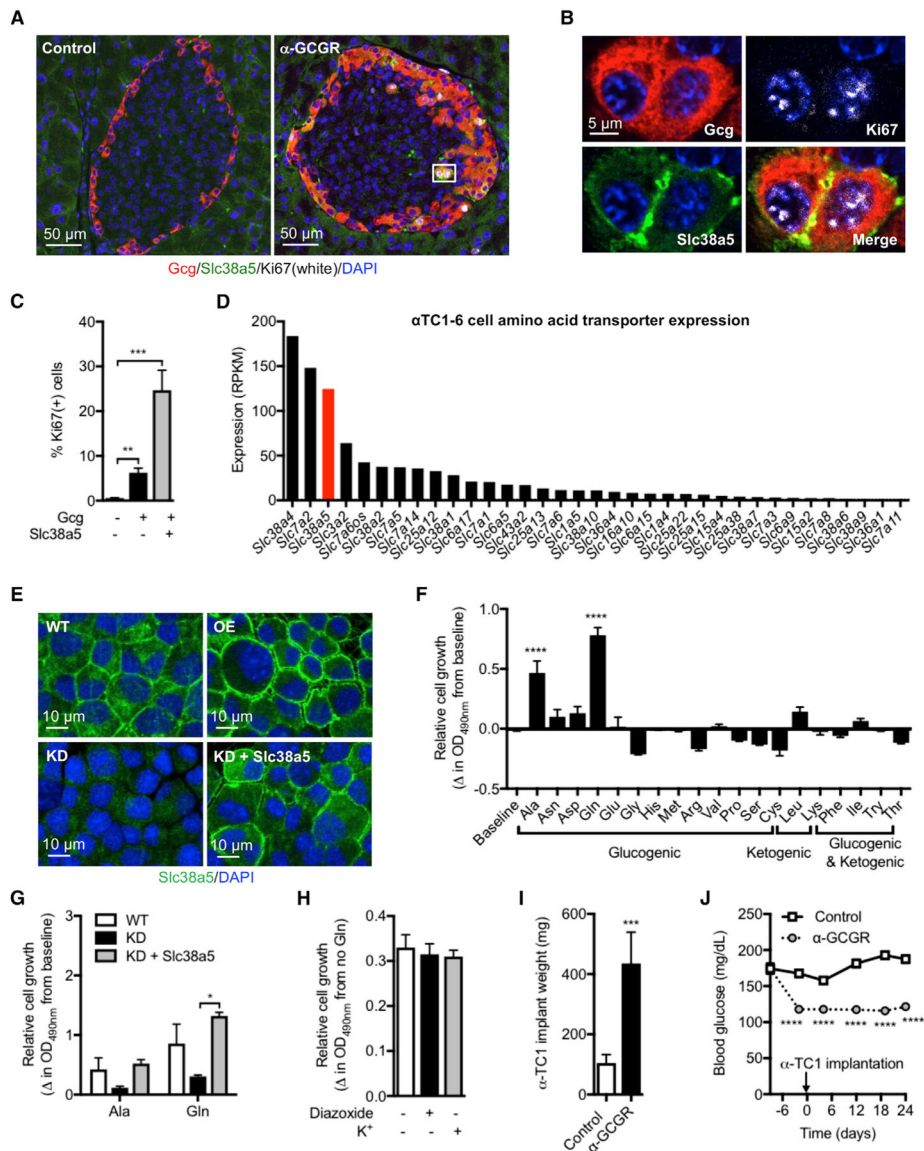 A
Control
α-GCGR
50 µm
50 µm
Gcg/Slc38a5/Ki67(white)/DAPI
B
5 µm
Gcg
Ki67
Slc38a5
Merge
C
% Ki67(+) cells
40
30
20
10
0
***
**
Gcg - + +
Slc38a5 - - +
D
αTC1-6 cell amino acid transporter expression
Expression (RPKM)
200
150
100
50
0
Slc38a4
Slc7a2
Slc38a5
Slc3a2
Slc7a6os
Slc38a2
Slc7a5
Slc7a14
Slc25a12
Slc38a1
Slc6a17
Slc7a1
Slc6a5
Slc43a2
Slc25a13
Slc7a6
Slc1a5
Slc38a10
Slc36a4
Slc16a10
Slc6a15
Slc1a4
Slc25a22
Slc25a15
Slc15a4
Slc25a38
Slc38a7
Slc7a3
Slc6a9
Slc15a2
Slc7a8
Slc38a6
Slc38a9
Slc36a1
Slc7a11
E
WT
OE
10 µm
10 µm
KD
KD + Slc38a5
10 µm
10 µm
Slc38a5/DAPI
F
Relative cell growth
(Δ in OD490nm from baseline)
1.0
0.5
0.0
-0.5
****
****
Baseline
Ala
Asn
Asp
Gln
Glu
Gly
His
Met
Arg
Val
Pro
Ser
Cys
Leu
Lys
Phe
Ile
Try
Thr
Glucogenic
Ketogenic
Glucogenic
& Ketogenic
G
Relative cell growth
(Δ in OD490nm from baseline)
3
2
1
0
WT
KD
KD + Slc38a5
*
Ala
Gln
H
Relative cell growth
(Δ in OD490nm from no Gln)
0.4
0.3
0.2
0.1
0.0
Diazoxide - + -
K+ - - +
I
α-TC1 implant weight (mg)
600
400
200
0
***
Control
α-GCGR
J
Blood glucose (mg/dL)
250
200
150
100
50
0
Control
α-GCGR
**** **** **** **** ****
α-TC1 implantation
-6 0 6 12 18 24
Time (days)